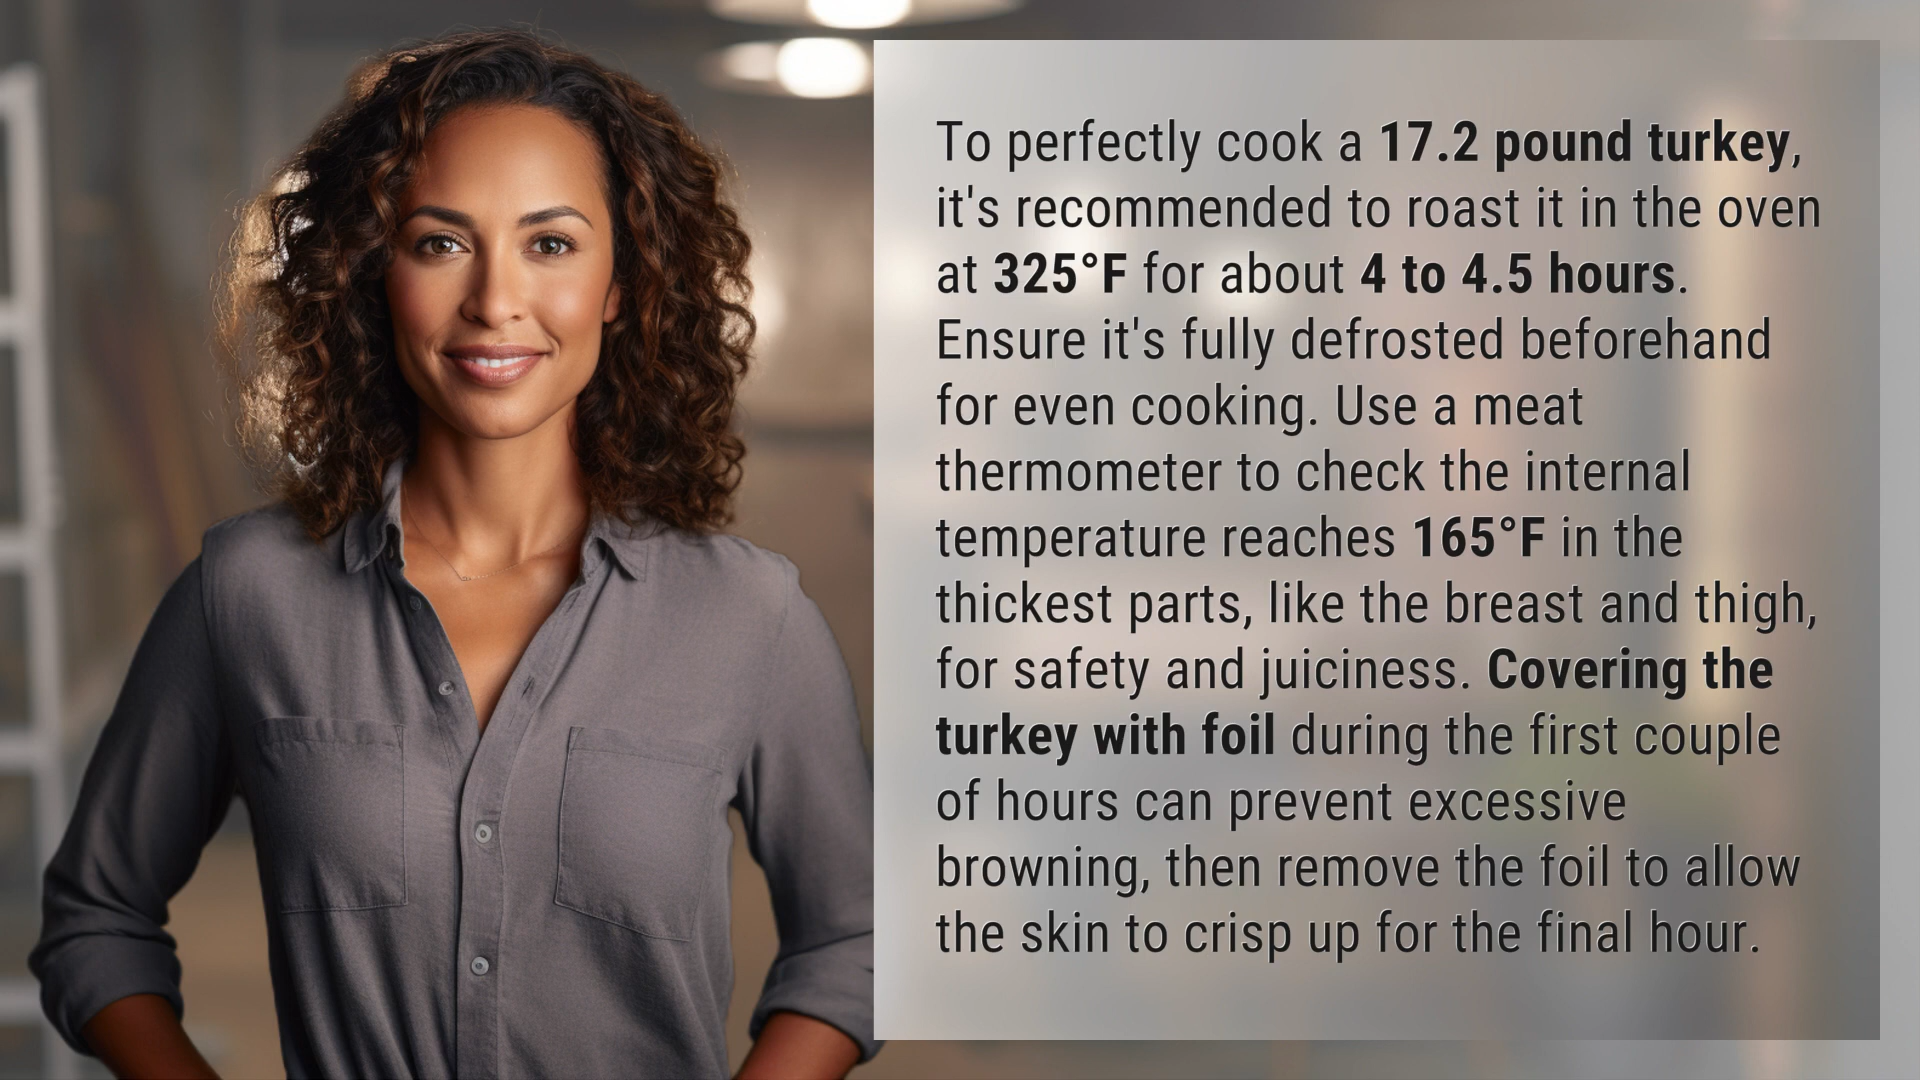 To perfectly cook a 17.2 pound turkey,
it's recommended to roast it in the oven
at 325°F for about 4 to 4.5 hours.
Ensure it's fully defrosted beforehand
for even cooking. Use a meat
thermometer to check the internal
temperature reaches 165°F in the
thickest parts, like the breast and thigh,
for safety and juiciness. Covering the
turkey with foil during the first couple
of hours can prevent excessive
browning, then remove the foil to allow
the skin to crisp up for the final hour.